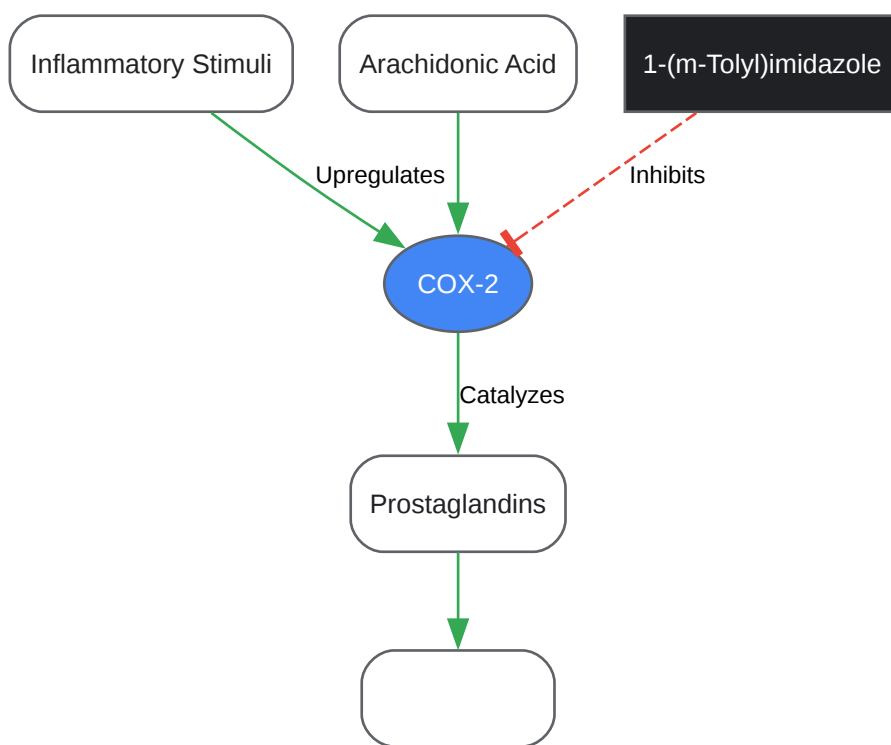 Inflammatory Stimuli
Arachidonic Acid
1-(m-Tolyl)imidazole
Upregulates
Inhibits
COX-2
Catalyzes
Prostaglandins